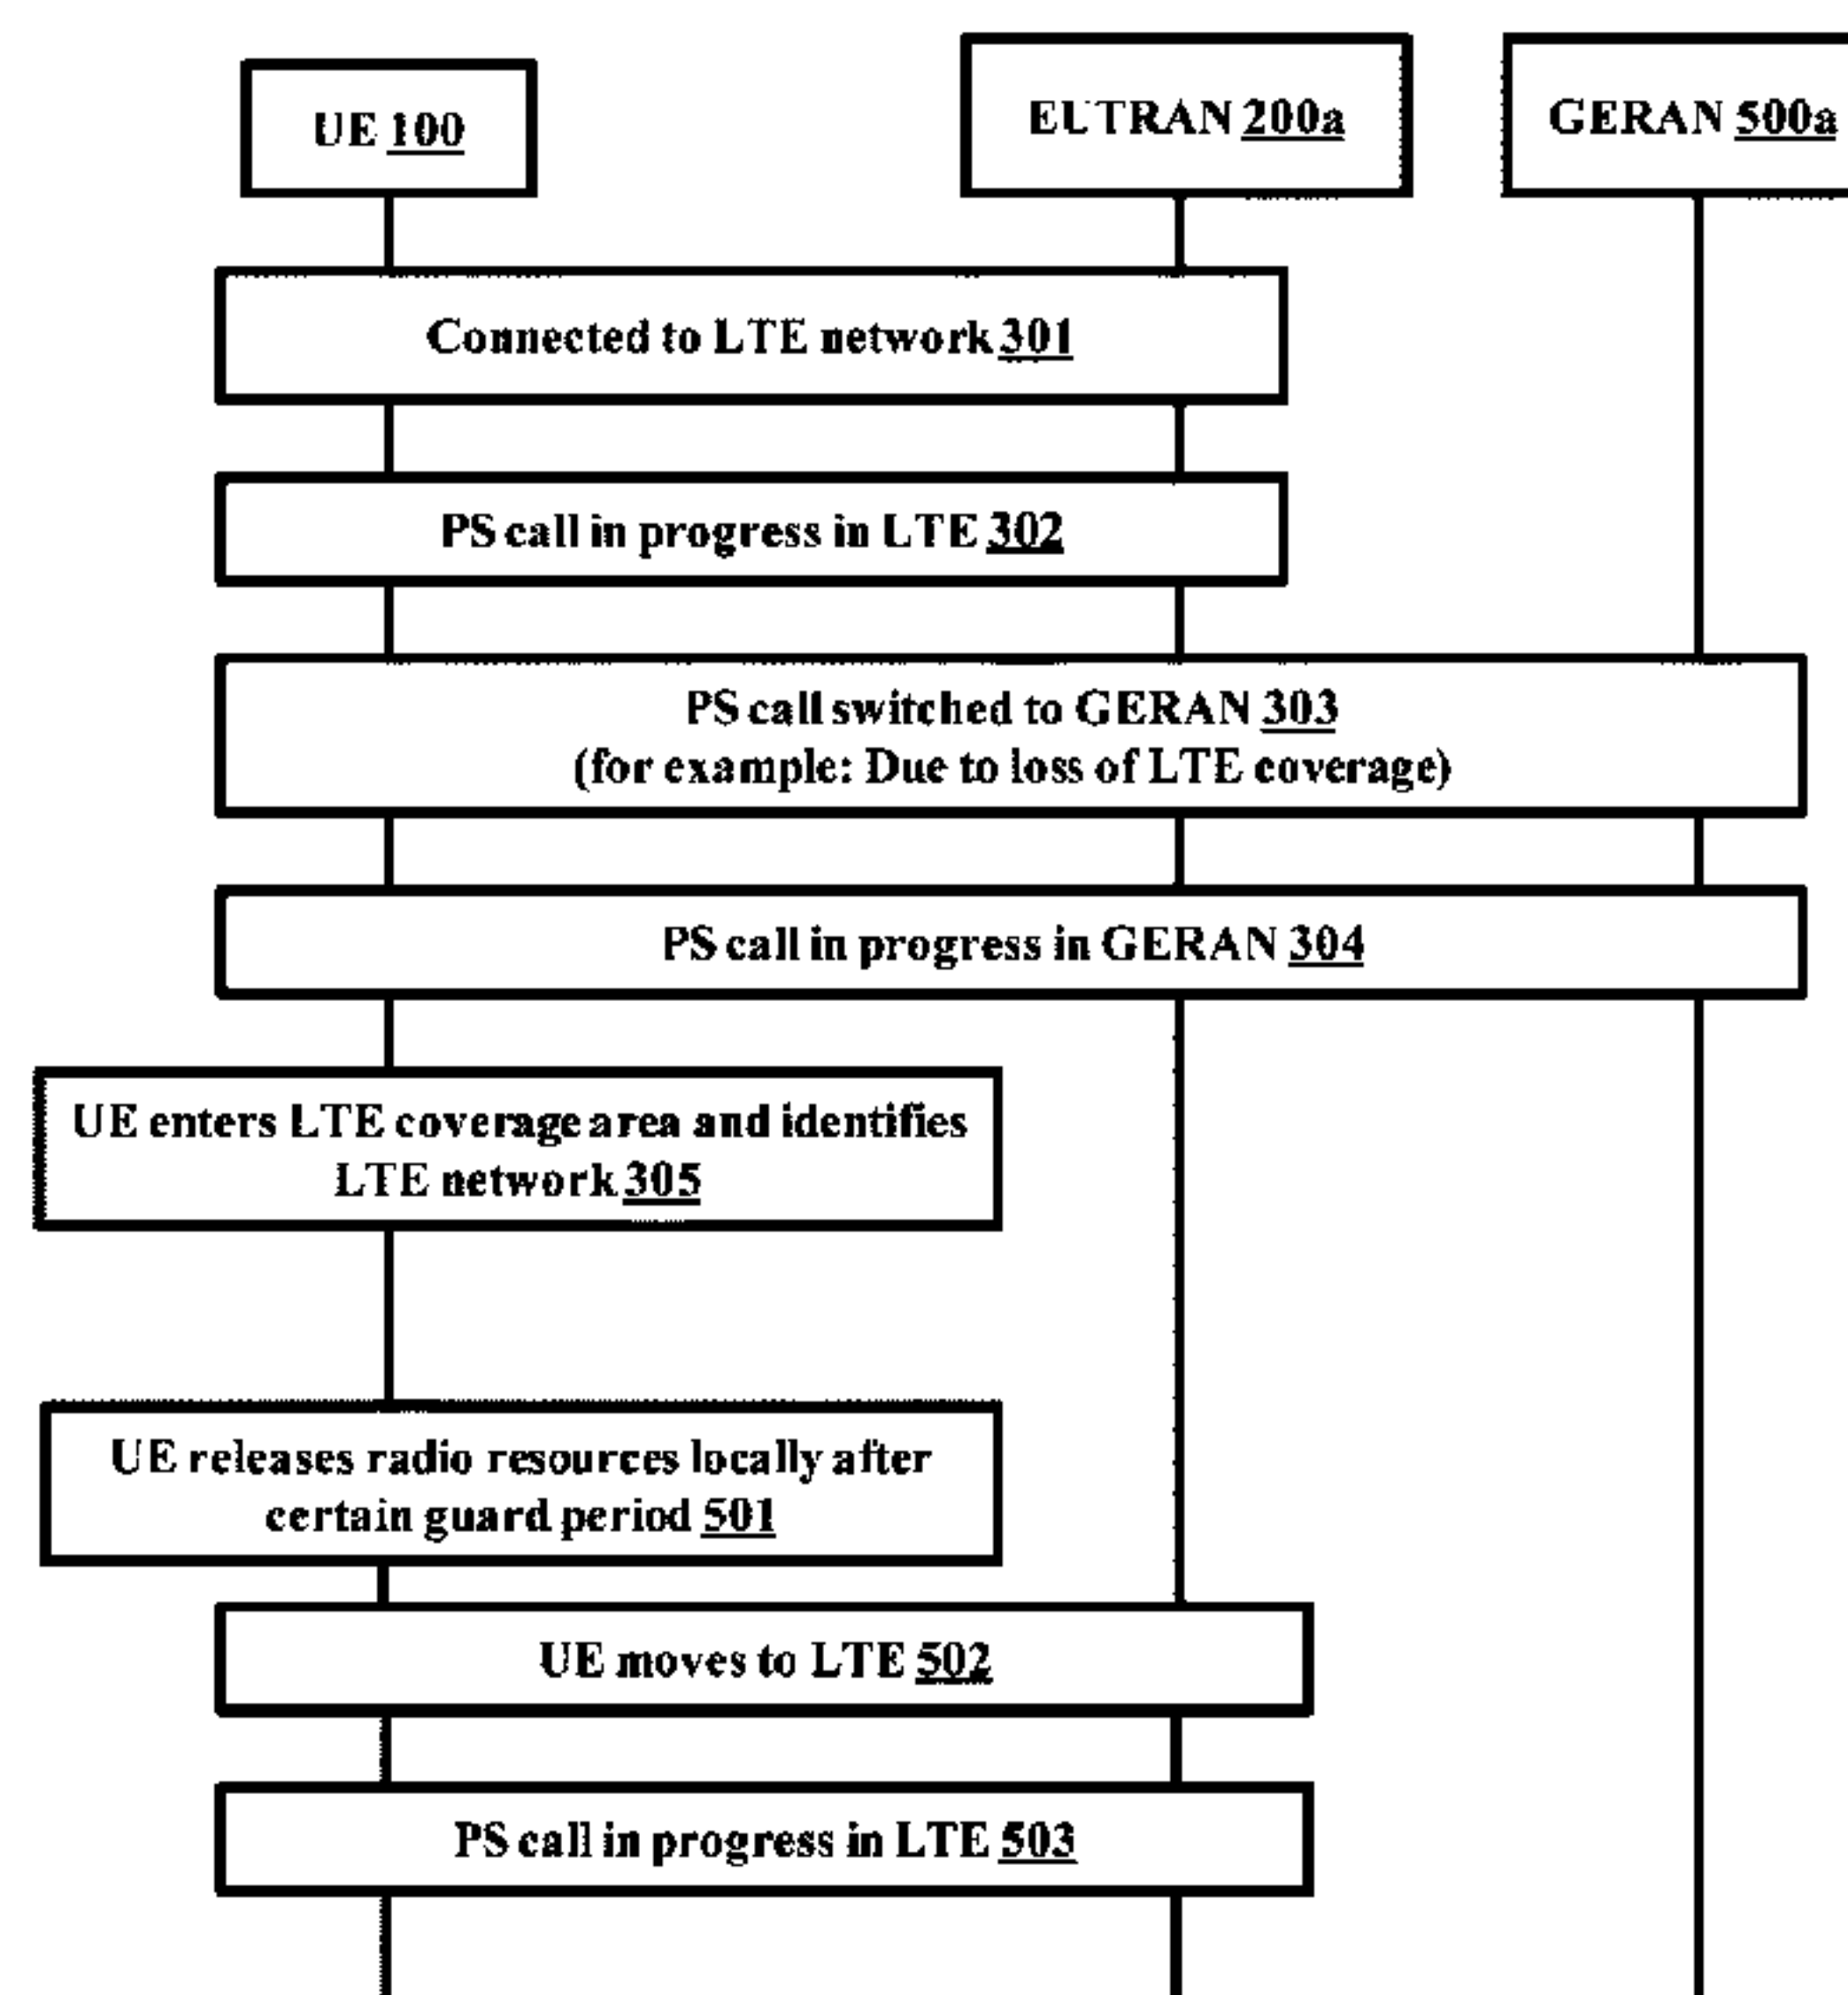 UE 100
EUTRAN 200a
GERAN 500a
Connected to LTE network 301
PS call in progress in LTE 302
PS call switched to GERAN 303
(for example: Due to loss of LTE coverage)
PS call in progress in GERAN 304
UE enters LTE coverage area and identifies
LTE network 305
UE releases radio resources locally after
certain guard period 501
UE moves to LTE 502
PS call in progress in LTE 503